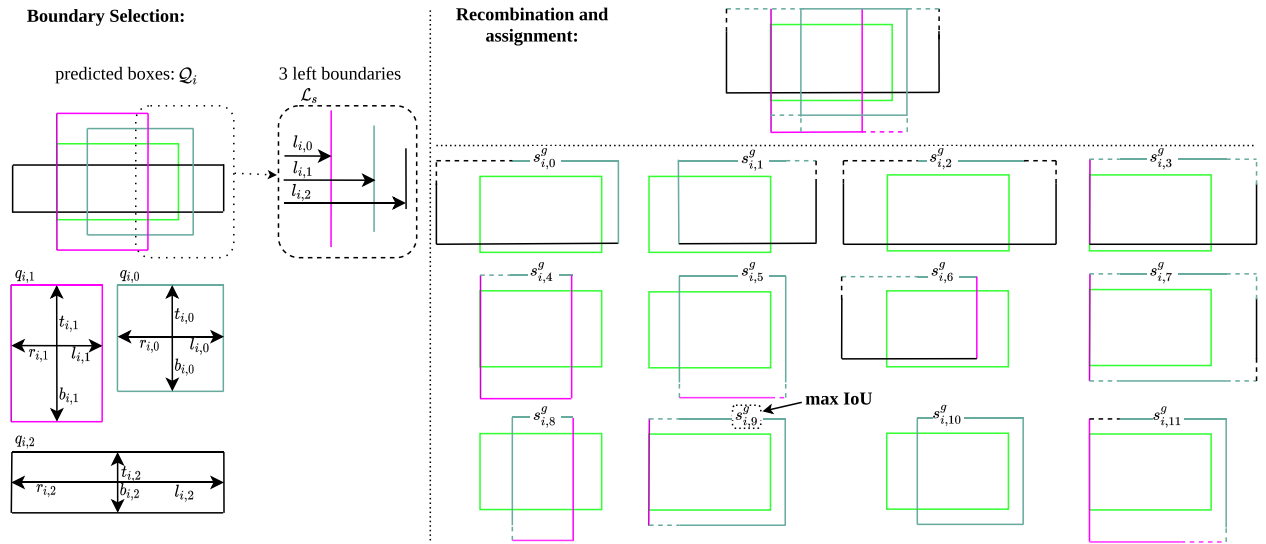 Boundary Selection:
predicted boxes: 𝒬_i
3 left boundaries
ℒ_s
l_{i,0}
l_{i,1}
l_{i,2}
q_{i,1}
q_{i,0}
t_{i,1}
r_{i,1}
l_{i,1}
b_{i,1}
t_{i,0}
r_{i,0}
l_{i,0}
b_{i,0}
q_{i,2}
t_{i,2}
r_{i,2}
b_{i,2}
l_{i,2}
Recombination and
assignment:
s^g_{i,0}
s^g_{i,1}
s^g_{i,2}
s^g_{i,3}
s^g_{i,4}
s^g_{i,5}
s^g_{i,6}
s^g_{i,7}
max IoU
s^g_{i,8}
s^g_{i,9}
s^g_{i,10}
s^g_{i,11}